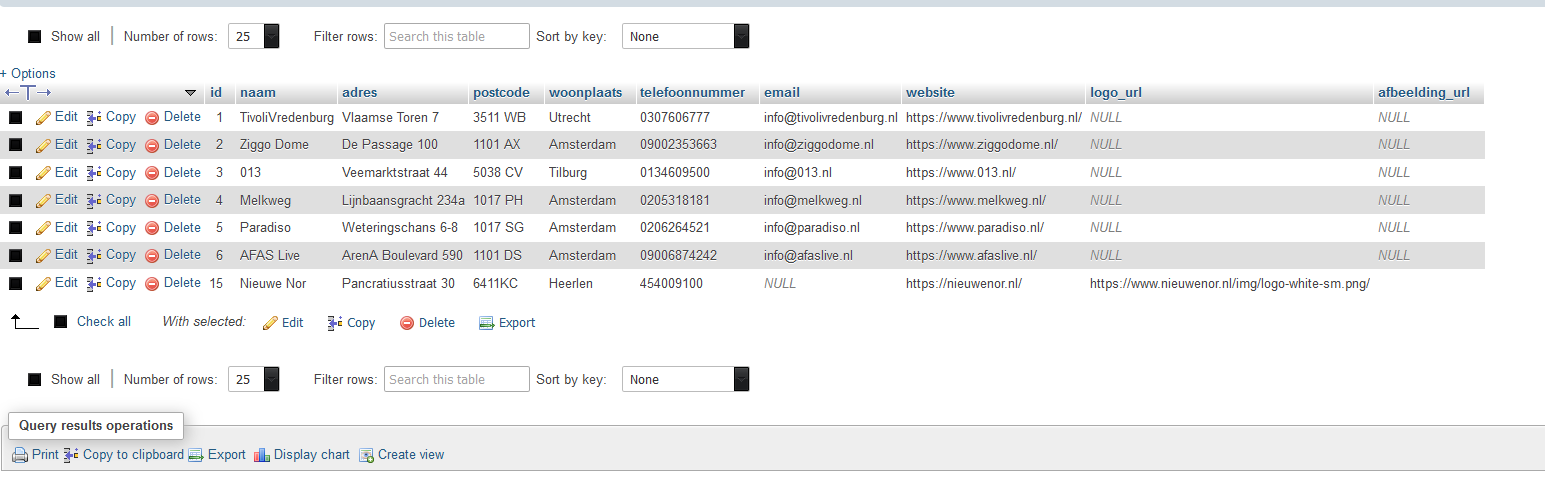 Show all Number of rows: 25 Filter rows: Search this table Sort by key: None
+ Options
id naam adres postcode woonplaats telefoonnummer email website logo_url afbeelding_url
Edit Copy Delete 1 TivoliVredenburg Vlaamse Toren 7 3511 WB Utrecht 0307606777 info@tivolivredenburg.nl https://www.tivolivredenburg.nl/ NULL NULL
Edit Copy Delete 2 Ziggo Dome De Passage 100 1101 AX Amsterdam 09002353663 info@ziggodome.nl https://www.ziggodome.nl/ NULL NULL
Edit Copy Delete 3 013 Veemarktstraat 44 5038 CV Tilburg 0134609500 info@013.nl https://www.013.nl/ NULL NULL
Edit Copy Delete 4 Melkweg Lijnbaansgracht 234a 1017 PH Amsterdam 0205318181 info@melkweg.nl https://www.melkweg.nl/ NULL NULL
Edit Copy Delete 5 Paradiso Weteringschans 6-8 1017 SG Amsterdam 0206264521 info@paradiso.nl https://www.paradiso.nl/ NULL NULL
Edit Copy Delete 6 AFAS Live ArenA Boulevard 590 1101 DS Amsterdam 09006874242 info@afaslive.nl https://www.afaslive.nl/ NULL NULL
Edit Copy Delete 15 Nieuwe Nor Pancratiusstraat 30 6411KC Heerlen 454009100 NULL https://nieuwenor.nl/ https://www.nieuwenor.nl/img/logo-white-sm.png/
Check all With selected: Edit Copy Delete Export
Show all Number of rows: 25 Filter rows: Search this table Sort by key: None
Query results operations
Print Copy to clipboard Export Display chart Create view